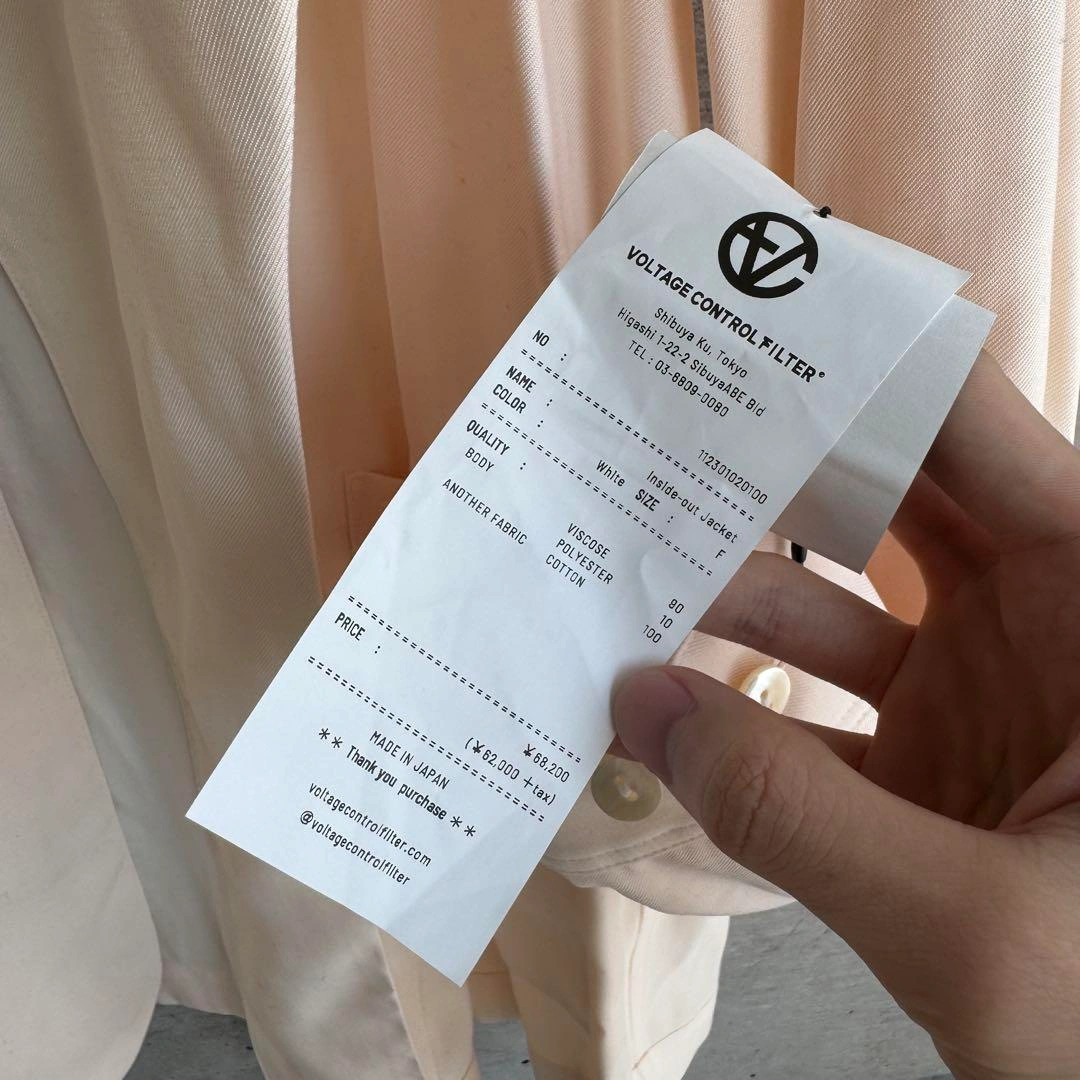 VOLTAGE CONTROL FILTER®
Shibuya Ku, Tokyo
Higashi 1-22-2 SibuyaABE Bld
TEL : 03-6809-0080
NO : 112301020100
NAME : Inside-out Jacket
COLOR : White SIZE : F
QUALITY :
BODY VISCOSE 90
POLYESTER 10
ANOTHER FABRIC COTTON 100
PRICE : ¥68,200
(¥62,000 +tax)
MADE IN JAPAN
** Thank you purchase **
voltagecontrolfilter.com
@voltagecontrolfilter